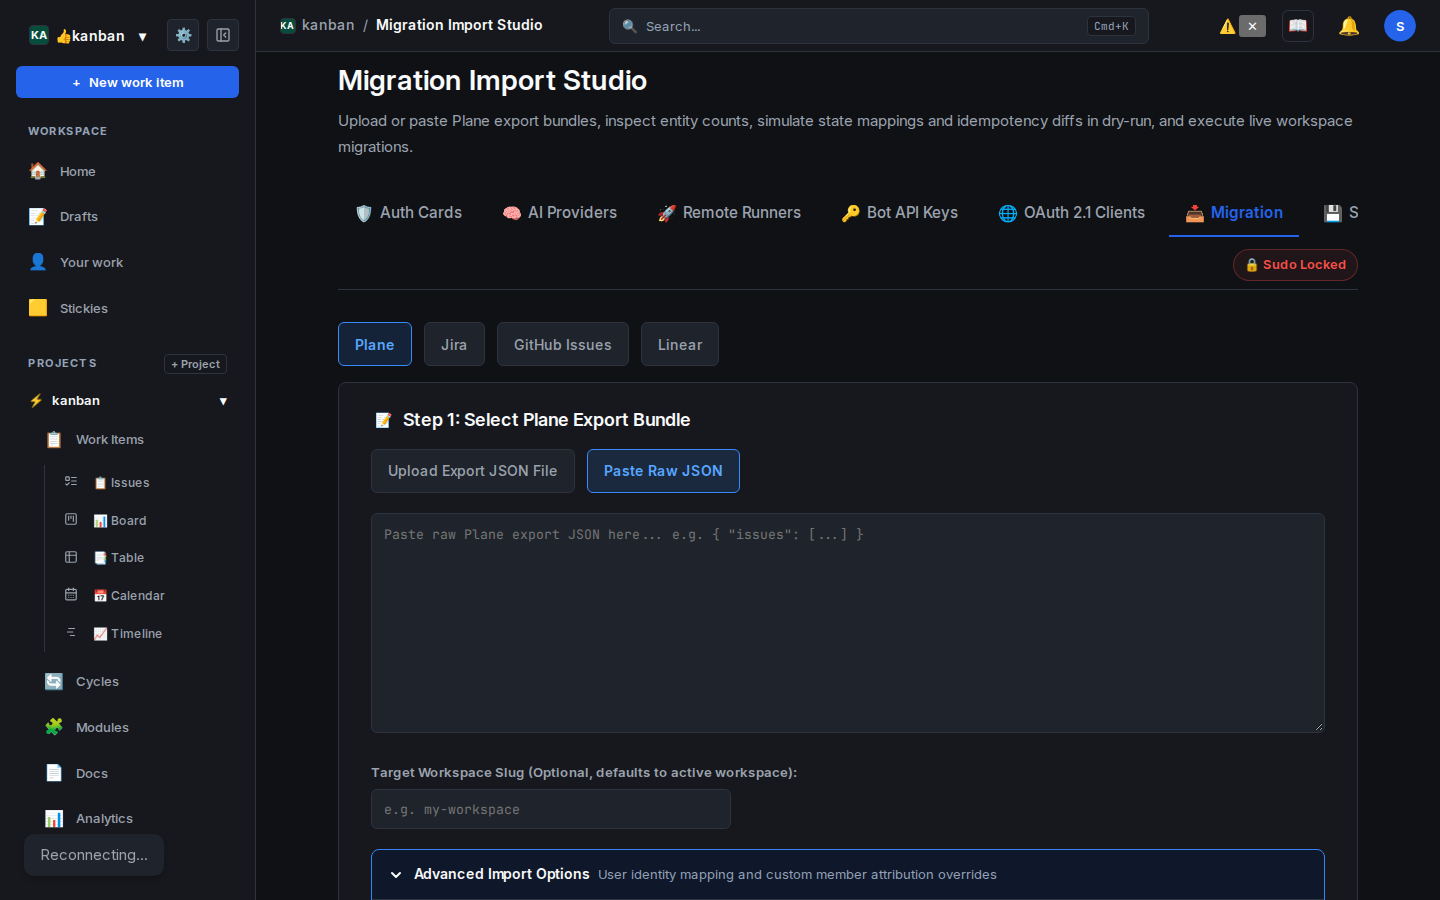 KA 👍kanban ▼
+ New work item
WORKSPACE
🏠 Home
📝 Drafts
👤 Your work
🟨 Stickies
PROJECTS + Project
⚡ kanban ▼
📋 Work Items
📋 Issues
📊 Board
📑 Table
📅 Calendar
📈 Timeline
🔄 Cycles
🧩 Modules
📄 Docs
📊 Analytics
Reconnecting...
KA kanban / Migration Import Studio
🔍 Search... Cmd+K
⚠️ ✕ 📖 🔔 S
Migration Import Studio
Upload or paste Plane export bundles, inspect entity counts, simulate state mappings and idempotency diffs in dry-run, and execute live workspace
migrations.
🛡️ Auth Cards 🧠 AI Providers 🚀 Remote Runners 🔑 Bot API Keys 🌐 OAuth 2.1 Clients 📥 Migration 💾 S
🔒 Sudo Locked
Plane Jira GitHub Issues Linear
📝 Step 1: Select Plane Export Bundle
Upload Export JSON File Paste Raw JSON
Paste raw Plane export JSON here... e.g. { "issues": [...] }
Target Workspace Slug (Optional, defaults to active workspace):
e.g. my-workspace
Advanced Import Options User identity mapping and custom member attribution overrides